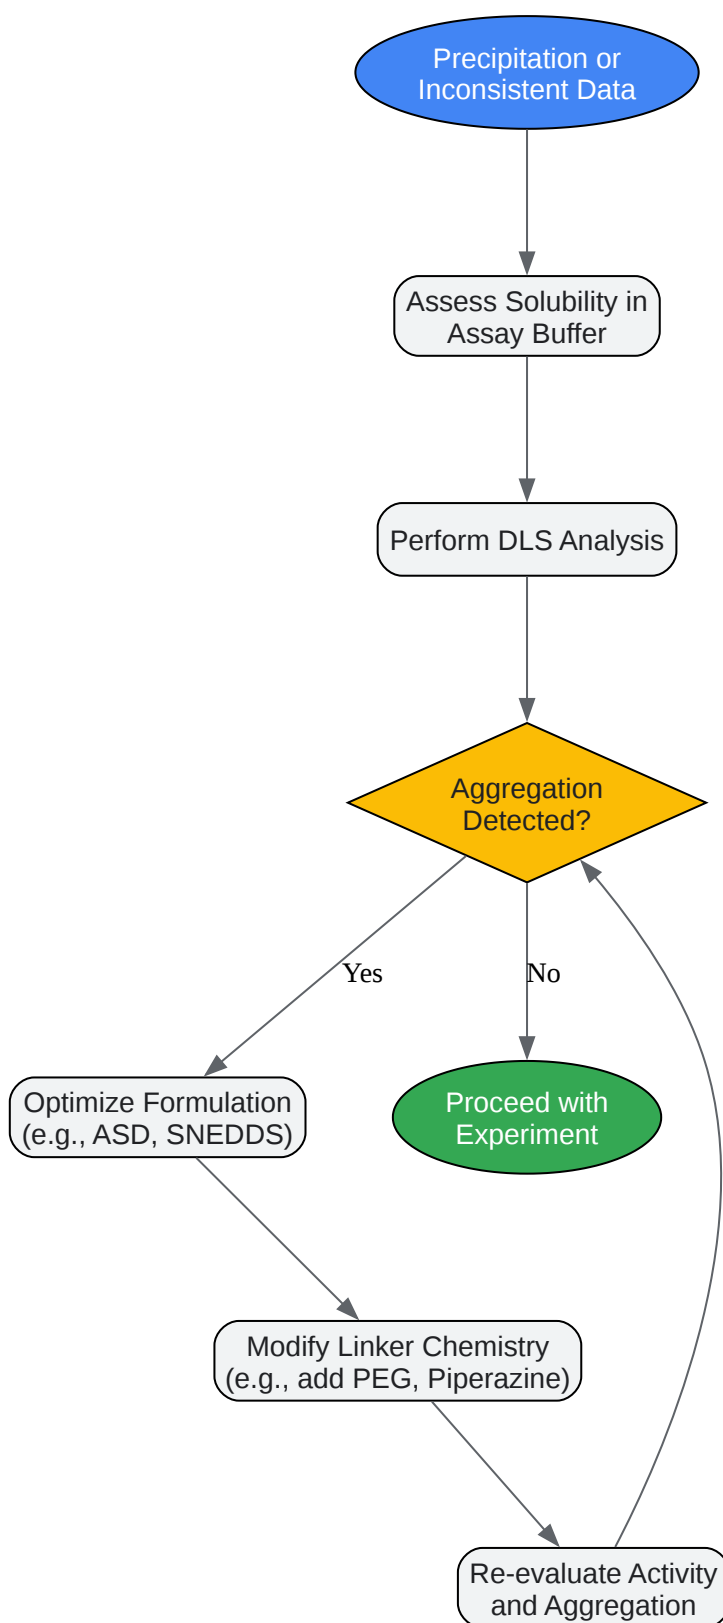 Precipitation or
Inconsistent Data
Assess Solubility in
Assay Buffer
Perform DLS Analysis
Aggregation
Detected?
Yes
No
Optimize Formulation
(e.g., ASD, SNEDDS)
Proceed with
Experiment
Modify Linker Chemistry
(e.g., add PEG, Piperazine)
Re-evaluate Activity
and Aggregation